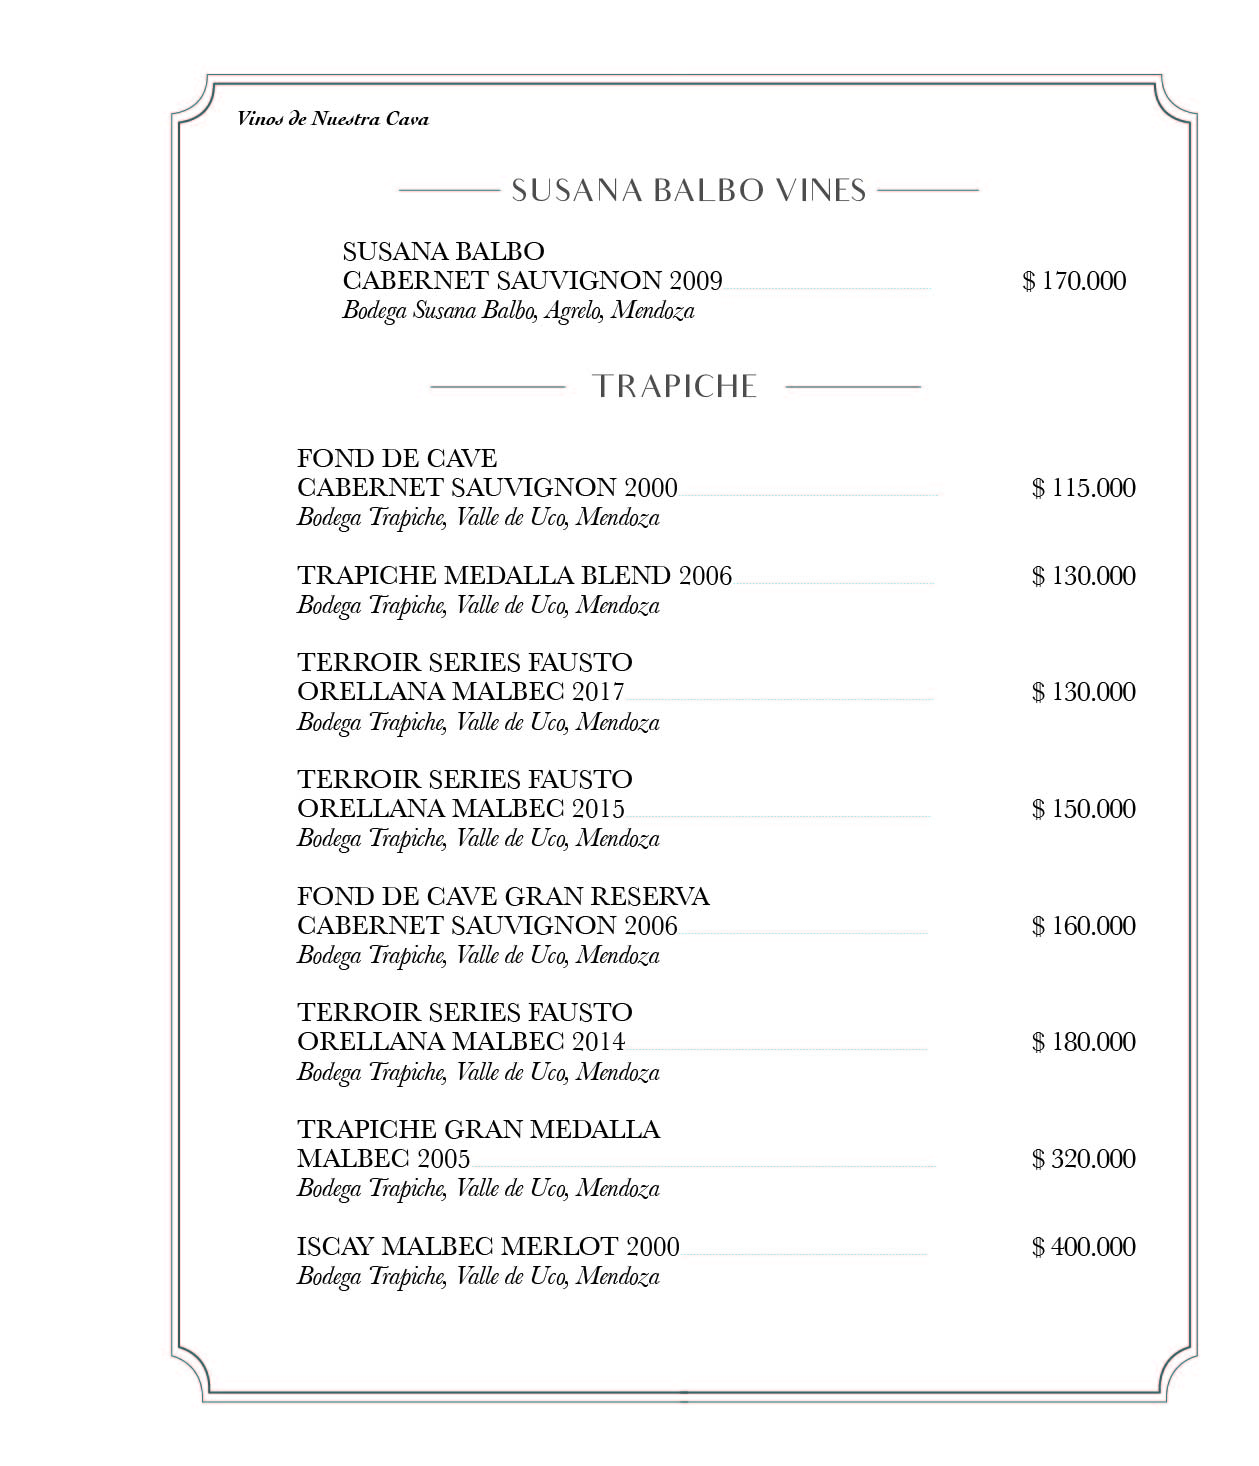 Vinos de Nuestra Cava
SUSANA BALBO VINES
SUSANA BALBO
CABERNET SAUVIGNON 2009 $ 170.000
Bodega Susana Balbo, Agrelo, Mendoza
TRAPICHE
FOND DE CAVE
CABERNET SAUVIGNON 2000 $ 115.000
Bodega Trapiche, Valle de Uco, Mendoza
TRAPICHE MEDALLA BLEND 2006 $ 130.000
Bodega Trapiche, Valle de Uco, Mendoza
TERROIR SERIES FAUSTO
ORELLANA MALBEC 2017 $ 130.000
Bodega Trapiche, Valle de Uco, Mendoza
TERROIR SERIES FAUSTO
ORELLANA MALBEC 2015 $ 150.000
Bodega Trapiche, Valle de Uco, Mendoza
FOND DE CAVE GRAN RESERVA
CABERNET SAUVIGNON 2006 $ 160.000
Bodega Trapiche, Valle de Uco, Mendoza
TERROIR SERIES FAUSTO
ORELLANA MALBEC 2014 $ 180.000
Bodega Trapiche, Valle de Uco, Mendoza
TRAPICHE GRAN MEDALLA
MALBEC 2005 $ 320.000
Bodega Trapiche, Valle de Uco, Mendoza
ISCAY MALBEC MERLOT 2000 $ 400.000
Bodega Trapiche, Valle de Uco, Mendoza